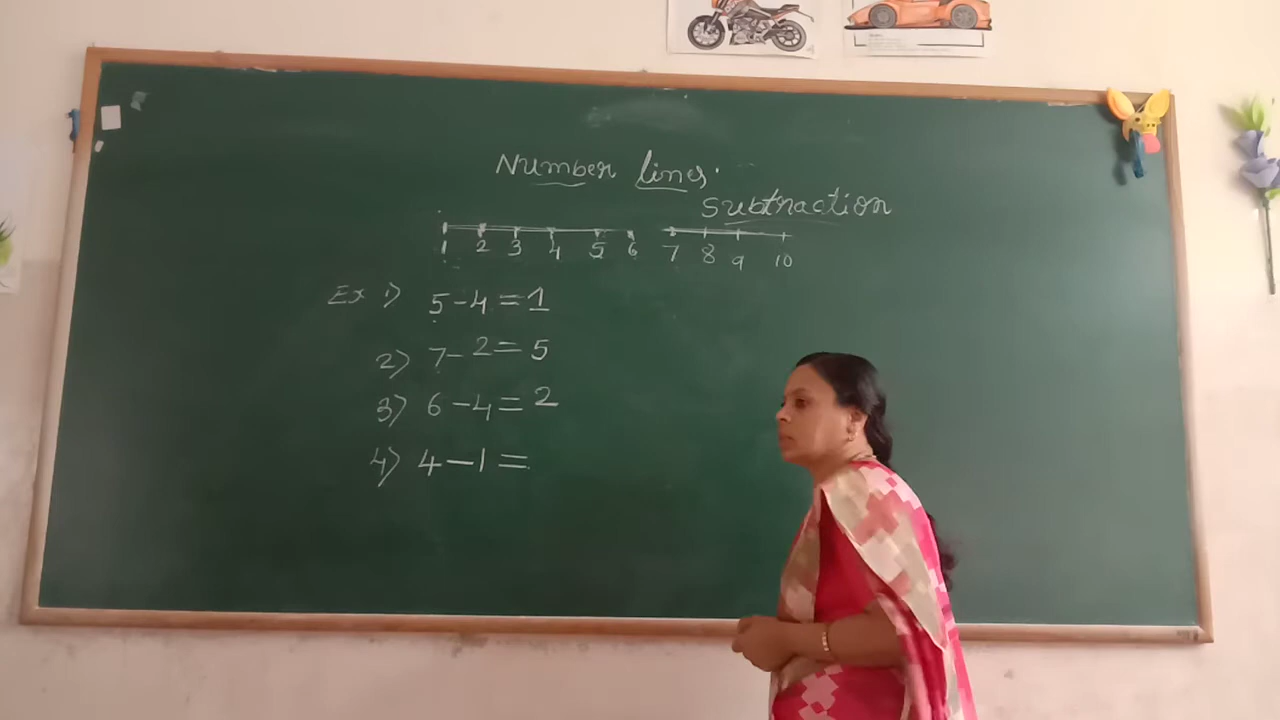 Number lines.
Subtraction
1 2 3 4 5 6 7 8 9 10
Ex 1) 5-4=1
2) 7-2=5
3) 6-4=2
4) 4-1=